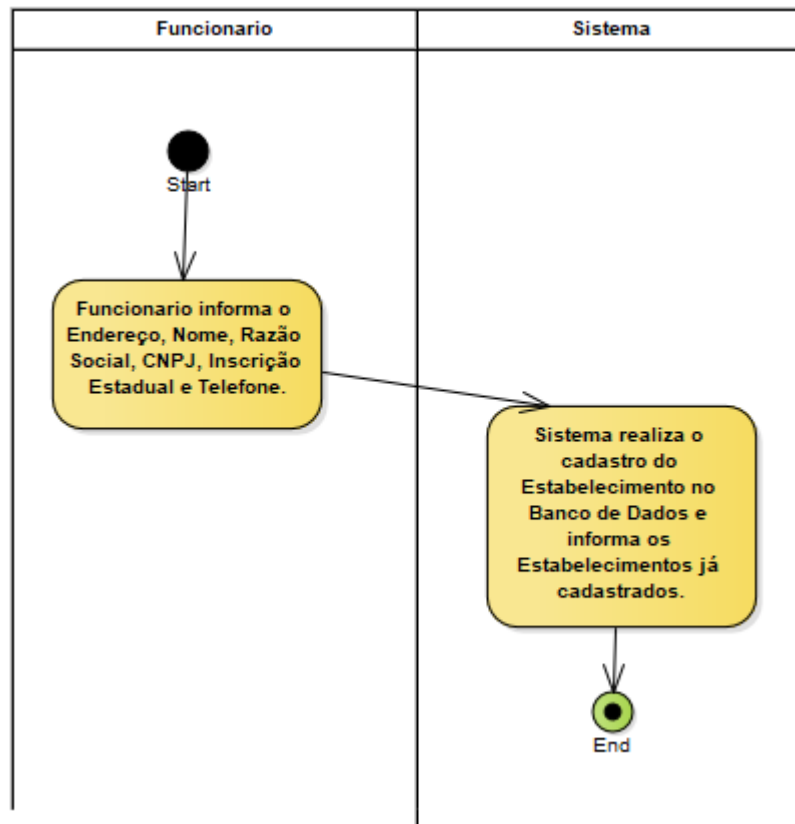 Funcionario
Sistema
Start
Funcionario informa o
Endereço, Nome, Razão
Social, CNPJ, Inscrição
Estadual e Telefone.
Sistema realiza o
cadastro do
Estabelecimento no
Banco de Dados e
informa os
Estabelecimentos já
cadastrados.
End